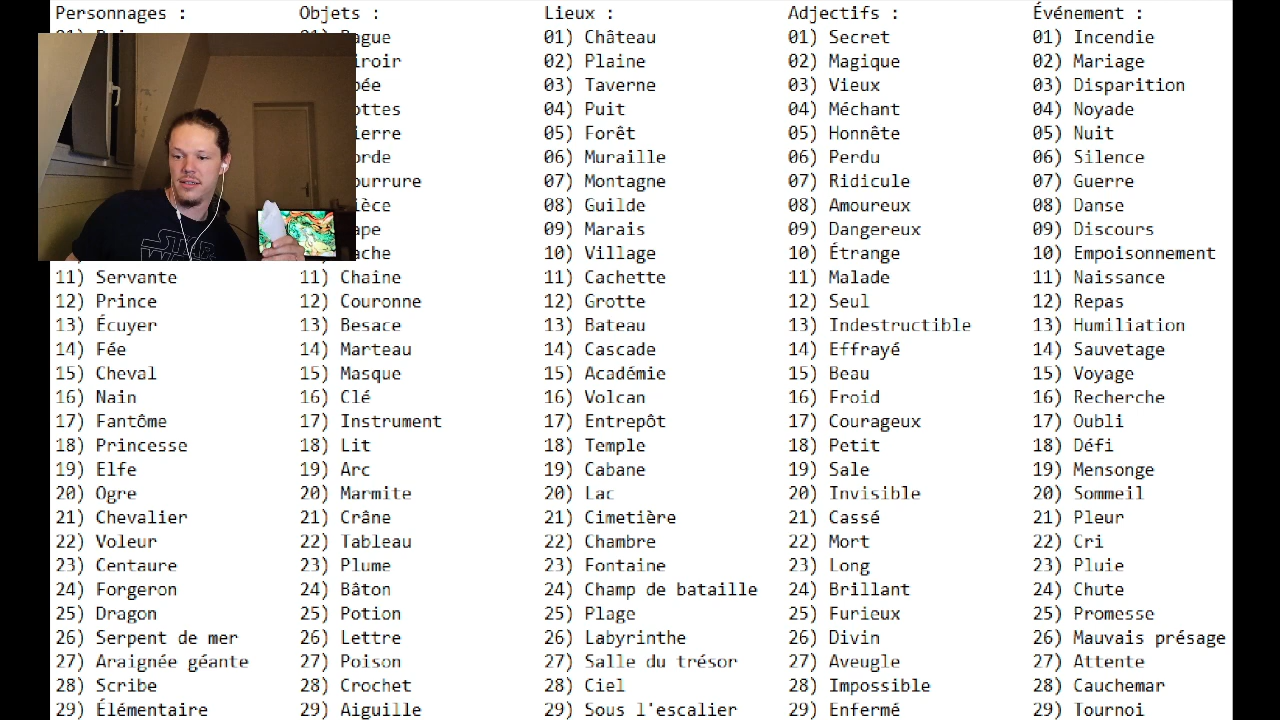 Personnages :
Objets :
Lieux :
Adjectifs :
Événement :
01) Château
01) Secret
01) Incendie
02) Plaine
02) Magique
02) Mariage
03) Taverne
03) Vieux
03) Disparition
04) Puit
04) Méchant
04) Noyade
05) Forêt
05) Honnête
05) Nuit
06) Muraille
06) Perdu
06) Silence
07) Montagne
07) Ridicule
07) Guerre
08) Guilde
08) Amoureux
08) Danse
09) Marais
09) Dangereux
09) Discours
10) Village
10) Étrange
10) Empoisonnement
11) Servante
11) Chaine
11) Cachette
11) Malade
11) Naissance
12) Prince
12) Couronne
12) Grotte
12) Seul
12) Repas
13) Écuyer
13) Besace
13) Bateau
13) Indestructible
13) Humiliation
14) Fée
14) Marteau
14) Cascade
14) Effrayé
14) Sauvetage
15) Cheval
15) Masque
15) Académie
15) Beau
15) Voyage
16) Nain
16) Clé
16) Volcan
16) Froid
16) Recherche
17) Fantôme
17) Instrument
17) Entrepôt
17) Courageux
17) Oubli
18) Princesse
18) Lit
18) Temple
18) Petit
18) Défi
19) Elfe
19) Arc
19) Cabane
19) Sale
19) Mensonge
20) Ogre
20) Marmite
20) Lac
20) Invisible
20) Sommeil
21) Chevalier
21) Crâne
21) Cimetière
21) Cassé
21) Pleur
22) Voleur
22) Tableau
22) Chambre
22) Mort
22) Cri
23) Centaure
23) Plume
23) Fontaine
23) Long
23) Pluie
24) Forgeron
24) Bâton
24) Champ de bataille
24) Brillant
24) Chute
25) Dragon
25) Potion
25) Plage
25) Furieux
25) Promesse
26) Serpent de mer
26) Lettre
26) Labyrinthe
26) Divin
26) Mauvais présage
27) Araignée géante
27) Poison
27) Salle du trésor
27) Aveugle
27) Attente
28) Scribe
28) Crochet
28) Ciel
28) Impossible
28) Cauchemar
29) Élémentaire
29) Aiguille
29) Sous l'escalier
29) Enfermé
29) Tournoi